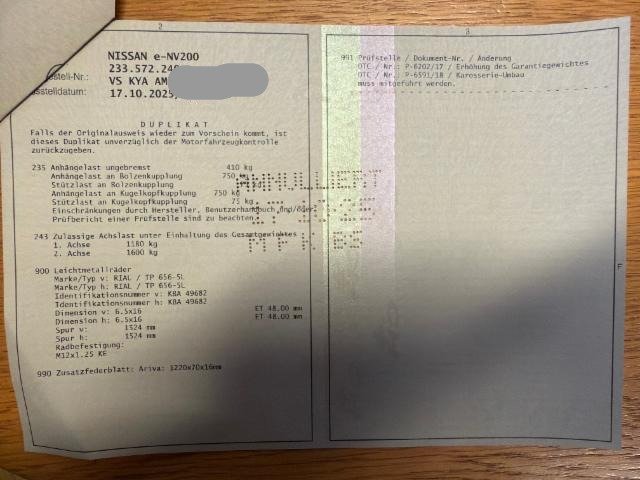 2
NISSAN e-NV200
233.572.24
VS KYA AM
17.10.2025
D U P L I K A T
Falls der Originalausweis wieder zum Vorschein kommt, ist
dieses Duplikat unverzüglich der Motorfahrzeugkontrolle
zurückzugeben.
235 Anhängelast ungebremst 410 kg
Anhängelast an Bolzenkupplung 750 kg
Stützlast an Bolzenkupplung
Anhängelast an Kugelkopfkupplung 750 kg
Stützlast an Kugelkopfkupplung 75 kg
Einschränkungen durch Hersteller, Benutzerhandbuch und/oder
Prüfbericht einer Prüfstelle sind zu beachten.
243 Zulässige Achslast unter Einhaltung des Gesamtgewichtes
1. Achse 1180 kg
2. Achse 1600 kg
900 Leichtmetallräder
Marke/Typ v: RIAL / TP 656-5L
Marke/Typ h: RIAL / TP 656-5L
Identifikationsnummer v: KBA 49682
Identifikationsnummer h: KBA 49682
Dimension v: 6.5x16 ET 48.00 mm
Dimension h: 6.5x16 ET 48.00 mm
Spur v: 1524 mm
Spur h: 1524 mm
Radbefestigung:
M12x1.25 KE
990 Zusatzfederblatt: Ariva: 1220x70x16mm
3
991 Prüfstelle / Dokument-Nr. / Änderung
OTC / Nr.: P-6202/17 / Erhöhung des Garantiegewichtes
OTC / Nr.: P-6591/18 / Karosserie-Umbau
muss mitgeführt werden.
ANNULLIERT
F